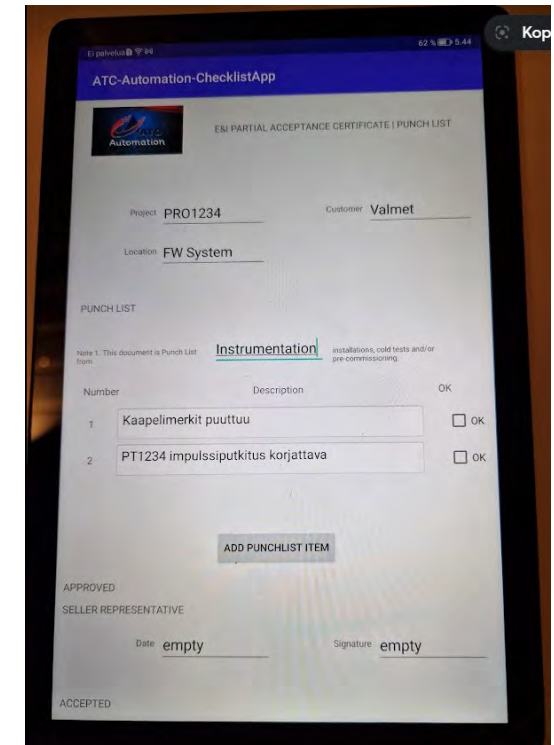 Kop
Ei palvelua 62 % 5.44
ATC-Automation-ChecklistApp
ATC
Automation
E&I PARTIAL ACCEPTANCE CERTIFICATE | PUNCH LIST
Project PRO1234 Customer Valmet
Location FW System
PUNCH LIST
Note 1. This document is Punch List from Instrumentation installations, cold tests and/or pre-commissioning.
Number Description OK
1 Kaapelimerkit puuttuu OK
2 PT1234 impulssiputkitus korjattava OK
ADD PUNCHLIST ITEM
APPROVED
SELLER REPRESENTATIVE
Date empty Signature empty
ACCEPTED